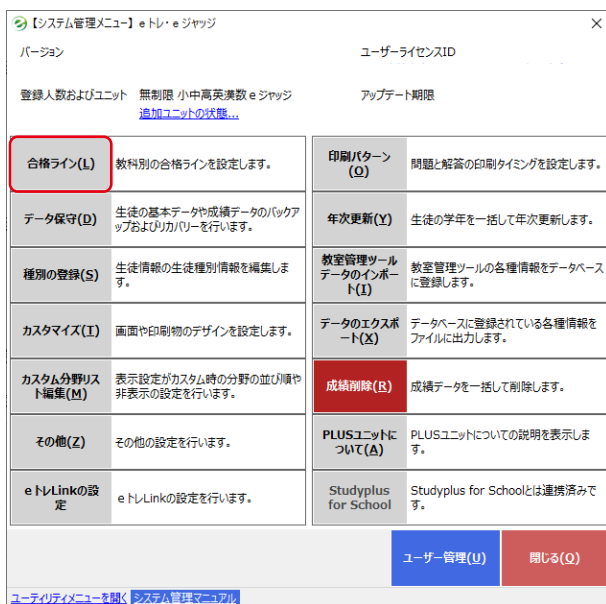 【システム管理メニュー】 eトレ・eジャッジ
バージョン
ユーザーライセンスID
登録人数およびユニット 無制限 小中高英漢数eジャッジ
アップデート期限
追加ユニットの状態...
合格ライン(L)
教科別の合格ラインを設定します。
印刷パターン
(O)
問題と解答の印刷タイミングを設定します。
データ保守(D)
生徒の基本データや成績データのバックア
ップおよびリカバリーを行います。
年次更新(Y)
生徒の学年を一括して年次更新します。
種別の登録(S)
生徒情報の生徒種別情報を編集しま
す。
教室管理ツール
データのインポー
ト(I)
教室管理ツールの各種情報をデータベース
に登録します。
カスタマイズ(T)
画面や印刷物のデザインを設定します。
データのエクスポ
ート(X)
データベースに登録されている各種情報を
ファイルに出力します。
カスタム分野リス
ト編集(M)
表示設定がカスタム時の分野の並び順や
非表示の設定を行います。
成績削除(R)
成績データを一括して削除します。
その他(Z)
その他の設定を行います。
PLUSユニットに
ついて(A)
PLUSユニットについての説明を表示しま
す。
eトレLinkの設
定
eトレLinkの設定を行います。
Studyplus
for School
Studyplus for Schoolとは連携済みで
す。
ユーザー管理(U)
閉じる(Q)
ユーティリティメニューを開く システム管理マニュアル